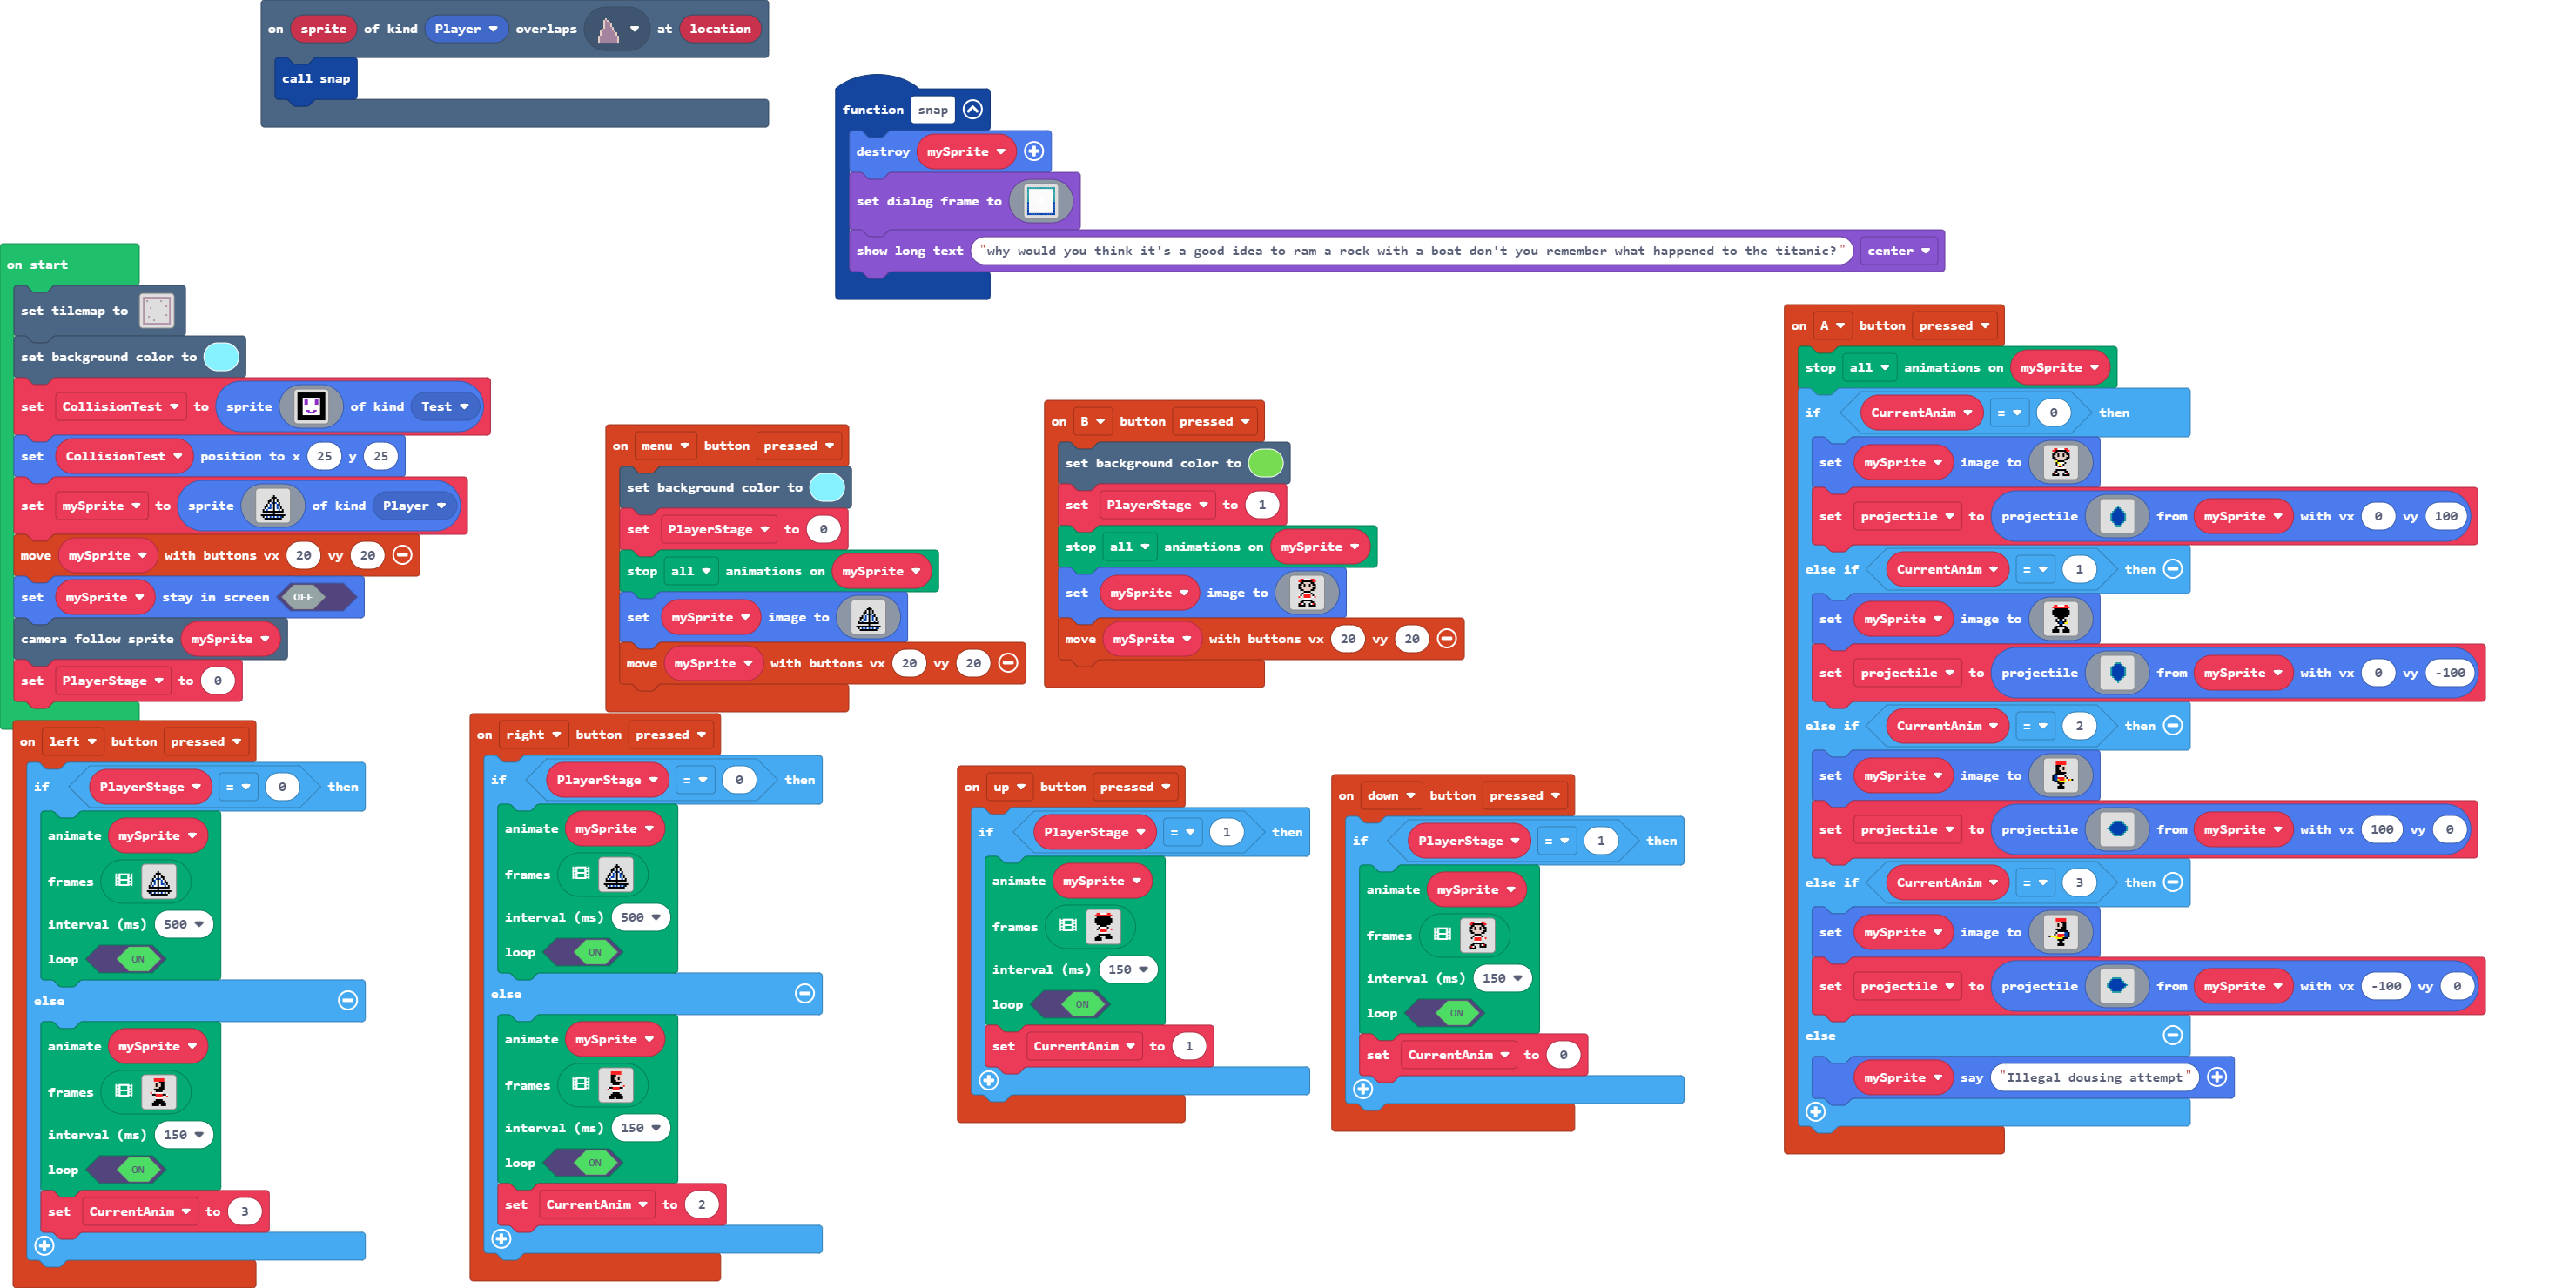 on sprite of kind Player overlaps at location
call snap
function snap
destroy mySprite
set dialog frame to
show long text "why would you think it's a good idea to ram a rock with a boat don't you remember what happened to the titanic?" center
on start
set tilemap to
set background color to
set CollisionTest to sprite of kind Test
set CollisionTest position to x 25 y 25
set mySprite to sprite of kind Player
move mySprite with buttons vx 20 vy 20
set mySprite stay in screen OFF
camera follow sprite mySprite
set PlayerStage to 0
on menu button pressed
set background color to
set PlayerStage to 0
stop all animations on mySprite
set mySprite image to
move mySprite with buttons vx 20 vy 20
on B button pressed
set background color to
set PlayerStage to 1
stop all animations on mySprite
set mySprite image to
move mySprite with buttons vx 20 vy 20
on A button pressed
stop all animations on mySprite
if CurrentAnim = 0 then
set mySprite image to
set projectile to projectile from mySprite with vx 0 vy 100
else if CurrentAnim = 1 then
set mySprite image to
set projectile to projectile from mySprite with vx 0 vy -100
else if CurrentAnim = 2 then
set mySprite image to
set projectile to projectile from mySprite with vx 100 vy 0
else if CurrentAnim = 3 then
set mySprite image to
set projectile to projectile from mySprite with vx -100 vy 0
else
mySprite say "Illegal dousing attempt"
on left button pressed
if PlayerStage = 0 then
animate mySprite
frames
interval (ms) 500
loop ON
else
animate mySprite
frames
interval (ms) 150
loop ON
set CurrentAnim to 3
on right button pressed
if PlayerStage = 0 then
animate mySprite
frames
interval (ms) 500
loop ON
else
animate mySprite
frames
interval (ms) 150
loop ON
set CurrentAnim to 2
on up button pressed
if PlayerStage = 1 then
animate mySprite
frames
interval (ms) 150
loop ON
set CurrentAnim to 1
on down button pressed
if PlayerStage = 1 then
animate mySprite
frames
interval (ms) 150
loop ON
set CurrentAnim to 0